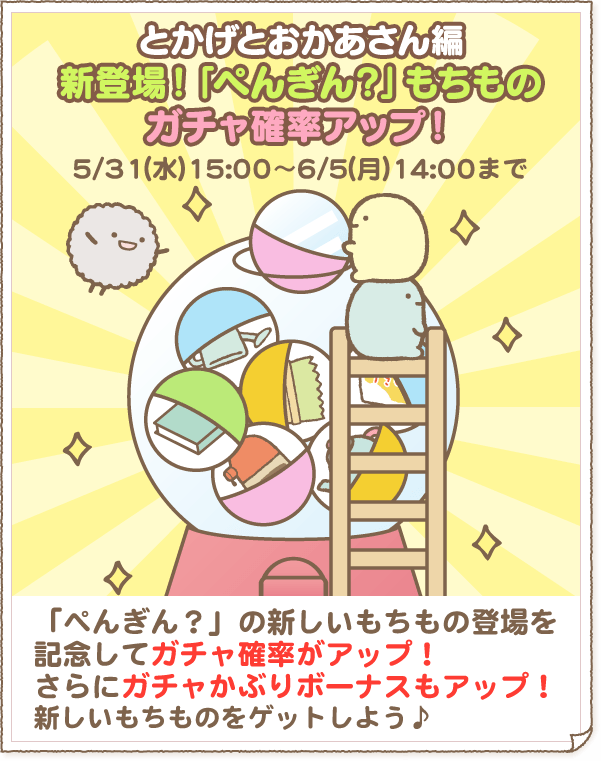 とかげとおかあさん編
新登場！「ぺんぎん？」もちもの
ガチャ確率アップ！
5/31(水)15:00～6/5(月)14:00まで
「ぺんぎん？」の新しいもちもの登場を
記念してガチャ確率がアップ！
さらにガチャかぶりボーナスもアップ！
新しいもちものをゲットしよう♪